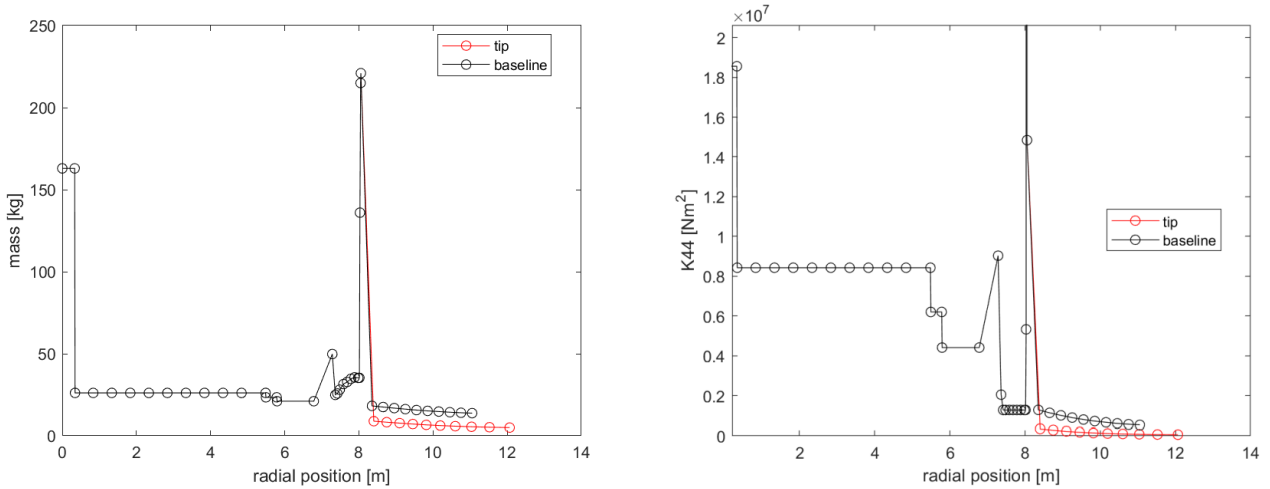 250
200
150
100
50
0
mass [kg]
tip
baseline
0 2 4 6 8 10 12 14
radial position [m]
×10^7
2
1.8
1.6
1.4
1.2
1
0.8
0.6
0.4
0.2
0
K44 [Nm^2]
tip
baseline
2 4 6 8 10 12 14
radial position [m]